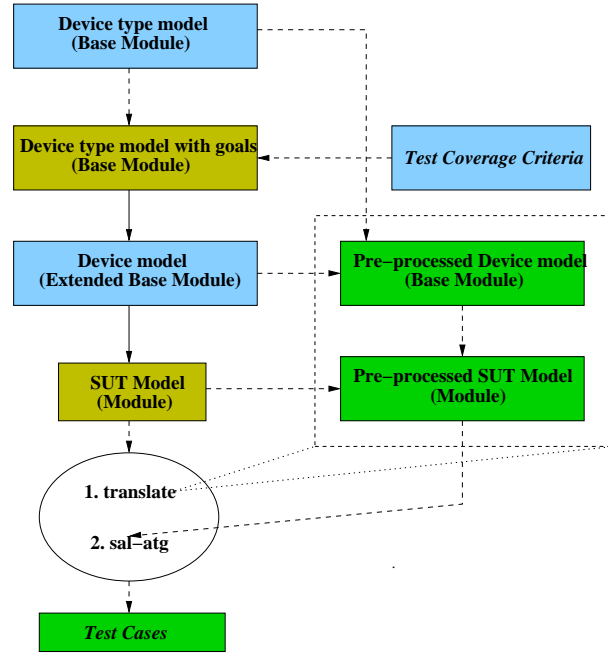 Device type model
(Base Module)
Device type model with goals
(Base Module)
Test Coverage Criteria
Device model
(Extended Base Module)
Pre−processed Device model
(Base Module)
SUT Model
(Module)
Pre−processed SUT Model
(Module)
1. translate
2. sal−atg
Test Cases